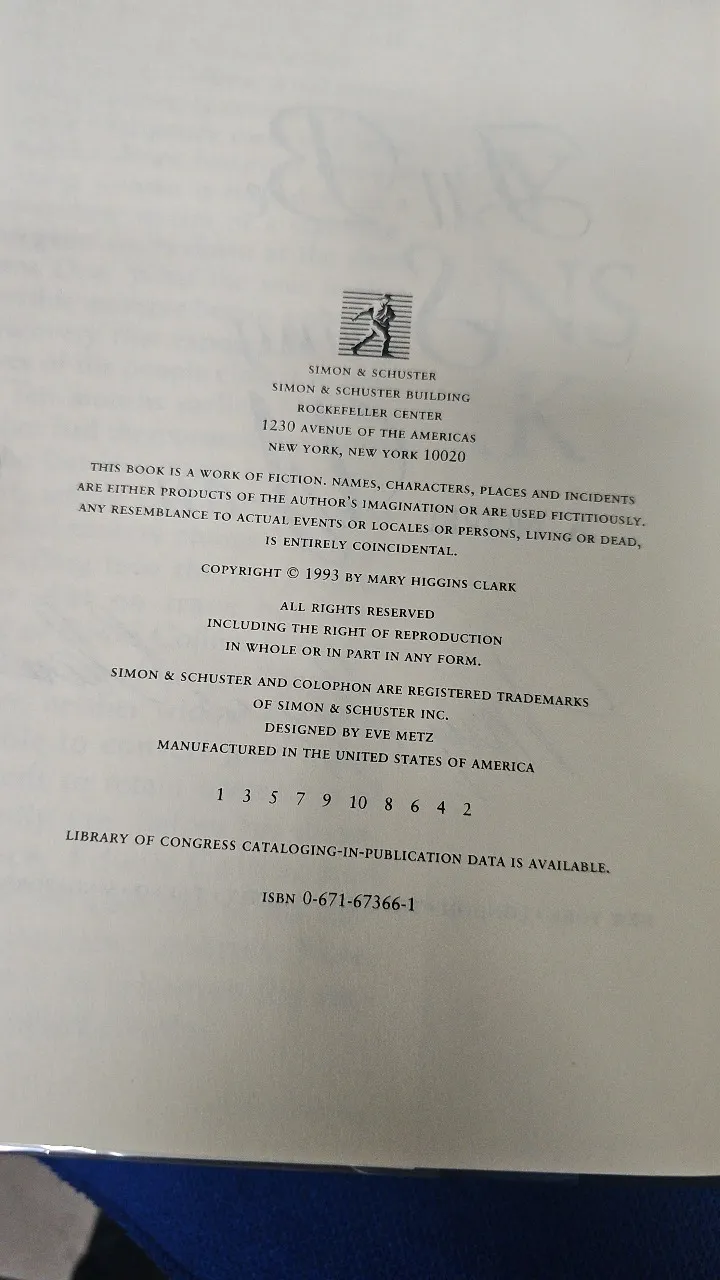 SIMON & SCHUSTER
SIMON & SCHUSTER BUILDING
ROCKEFELLER CENTER
1230 AVENUE OF THE AMERICAS
NEW YORK, NEW YORK 10020
THIS BOOK IS A WORK OF FICTION. NAMES, CHARACTERS, PLACES AND INCIDENTS
ARE EITHER PRODUCTS OF THE AUTHOR'S IMAGINATION OR ARE USED FICTITIOUSLY.
ANY RESEMBLANCE TO ACTUAL EVENTS OR LOCALES OR PERSONS, LIVING OR DEAD,
IS ENTIRELY COINCIDENTAL.
COPYRIGHT © 1993 BY MARY HIGGINS CLARK
ALL RIGHTS RESERVED
INCLUDING THE RIGHT OF REPRODUCTION
IN WHOLE OR IN PART IN ANY FORM.
SIMON & SCHUSTER AND COLOPHON ARE REGISTERED TRADEMARKS
OF SIMON & SCHUSTER INC.
DESIGNED BY EVE METZ
MANUFACTURED IN THE UNITED STATES OF AMERICA
1 3 5 7 9 10 8 6 4 2
LIBRARY OF CONGRESS CATALOGING-IN-PUBLICATION DATA IS AVAILABLE.
ISBN 0-671-67366-1